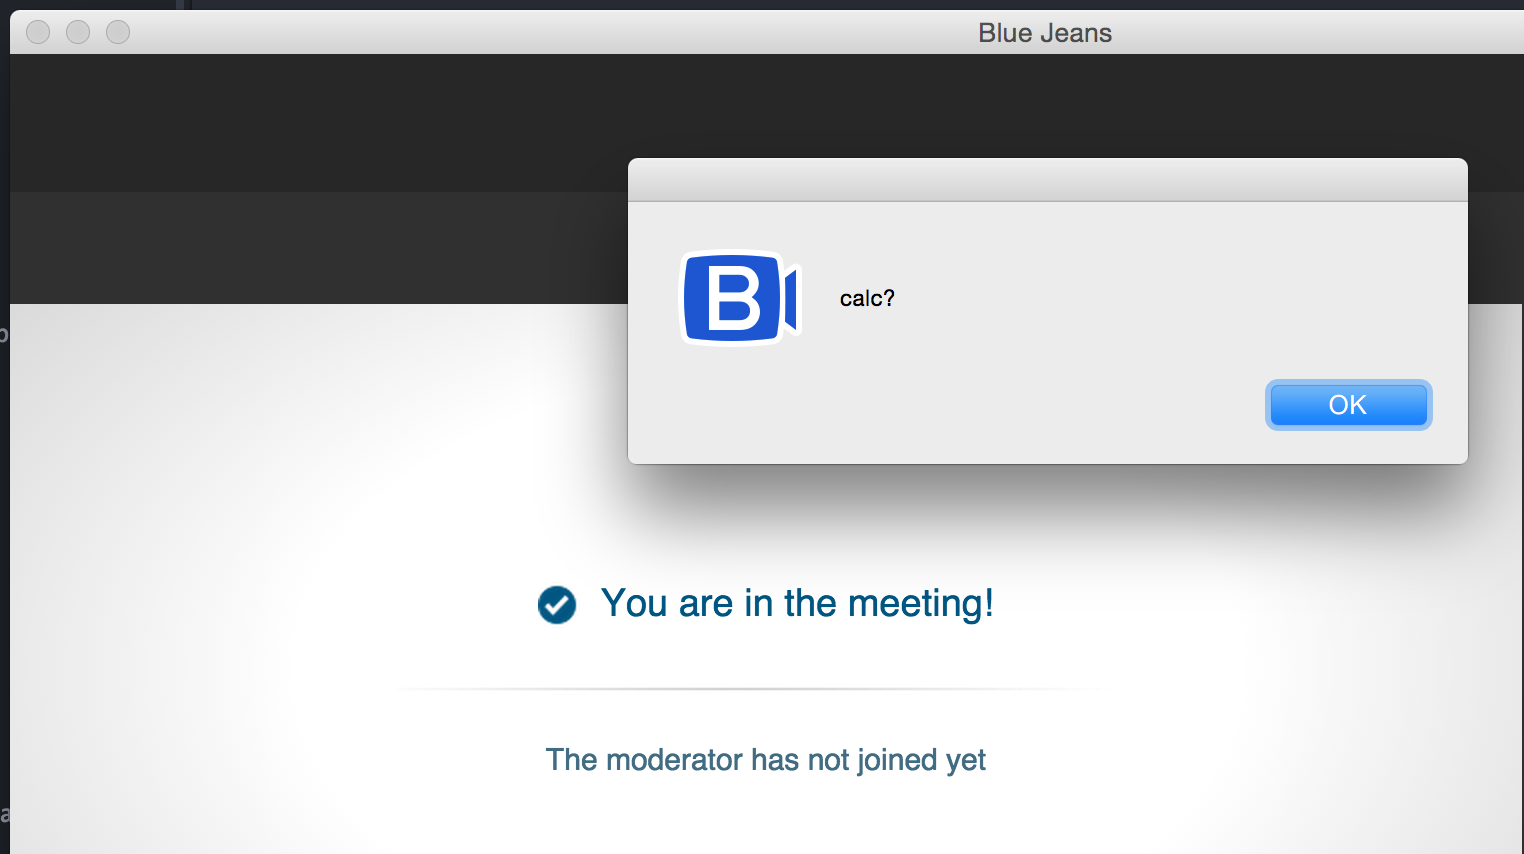 Blue Jeans
B
calc?
OK
You are in the meeting!
The moderator has not joined yet